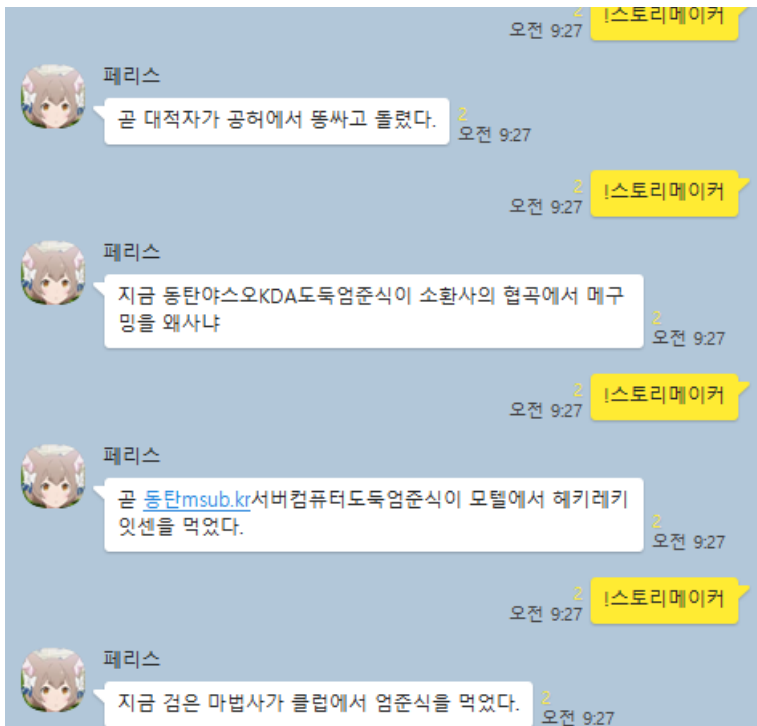 !스토리메이커
2
오전 9:27
페리스
곧 대적자가 공허에서 똥싸고 돌렸다.
2
오전 9:27
!스토리메이커
2
오전 9:27
페리스
지금 동탄야스오KDA도둑엄준식이 소환사의 협곡에서 메구
밍을 왜사냐
2
오전 9:27
!스토리메이커
2
오전 9:27
페리스
곧 동탄msub.kr서버컴퓨터도둑엄준식이 모텔에서 헤키레키
잇센을 먹었다.
2
오전 9:27
!스토리메이커
2
오전 9:27
페리스
지금 검은 마법사가 클럽에서 엄준식을 먹었다.
2
오전 9:27